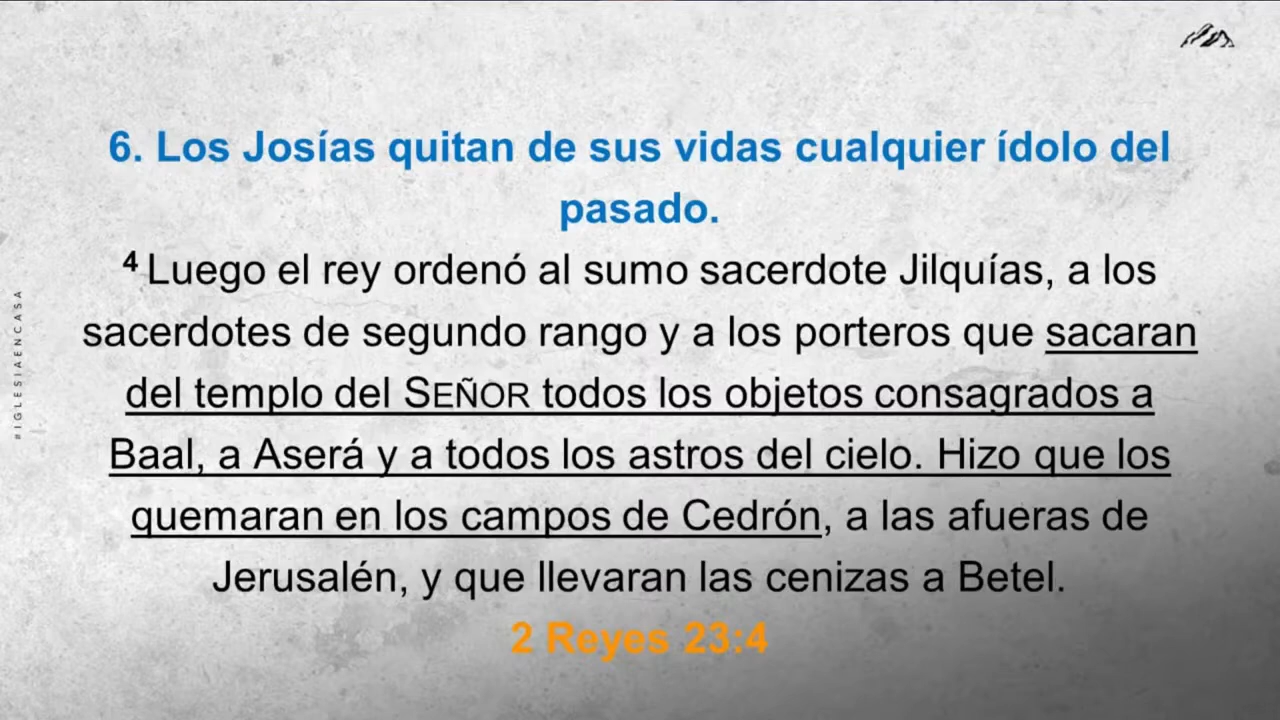 6. Los Josías quitan de sus vidas cualquier ídolo del
pasado.
4 Luego el rey ordenó al sumo sacerdote Jilquías, a los
sacerdotes de segundo rango y a los porteros que sacaran
del templo del SEÑOR todos los objetos consagrados a
Baal, a Aserá y a todos los astros del cielo. Hizo que los
quemaran en los campos de Cedrón, a las afueras de
Jerusalén, y que llevaran las cenizas a Betel.
2 Reyes 23:4
#IGLESIAENCASA